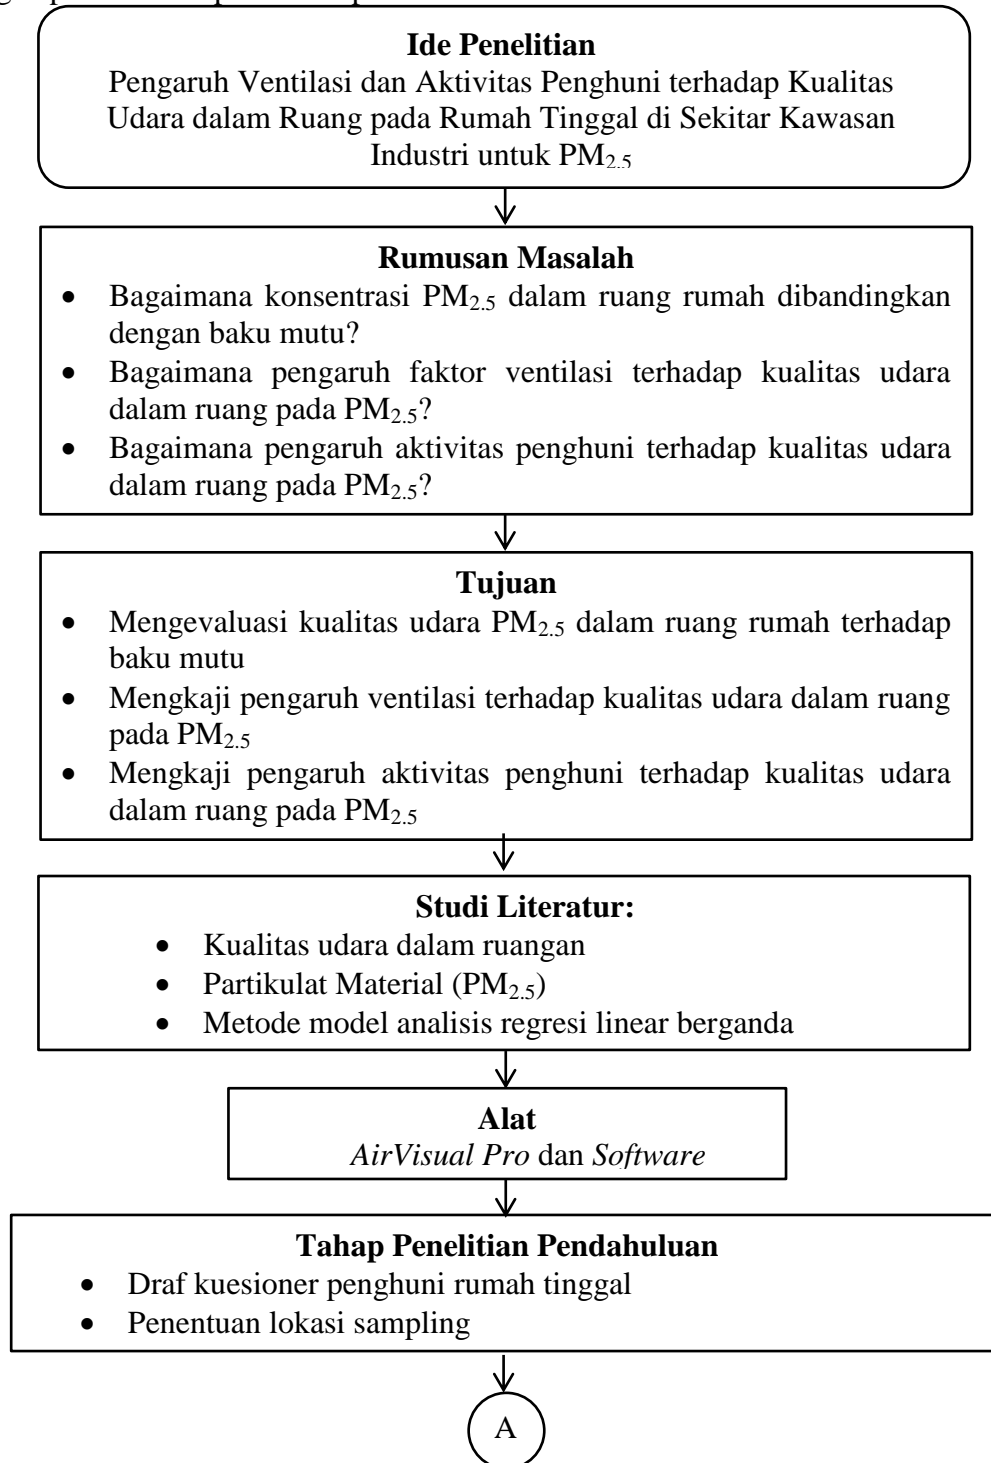 Ide Penelitian
Pengaruh Ventilasi dan Aktivitas Penghuni terhadap Kualitas
Udara dalam Ruang pada Rumah Tinggal di Sekitar Kawasan
Industri untuk PM2.5
Rumusan Masalah
• Bagaimana konsentrasi PM2.5 dalam ruang rumah dibandingkan
dengan baku mutu?
• Bagaimana pengaruh faktor ventilasi terhadap kualitas udara
dalam ruang pada PM2.5?
• Bagaimana pengaruh aktivitas penghuni terhadap kualitas udara
dalam ruang pada PM2.5?
Tujuan
• Mengevaluasi kualitas udara PM2.5 dalam ruang rumah terhadap
baku mutu
• Mengkaji pengaruh ventilasi terhadap kualitas udara dalam ruang
pada PM2.5
• Mengkaji pengaruh aktivitas penghuni terhadap kualitas udara
dalam ruang pada PM2.5
Studi Literatur:
• Kualitas udara dalam ruangan
• Partikulat Material (PM2.5)
• Metode model analisis regresi linear berganda
Alat
AirVisual Pro dan Software
Tahap Penelitian Pendahuluan
• Draf kuesioner penghuni rumah tinggal
• Penentuan lokasi sampling
A